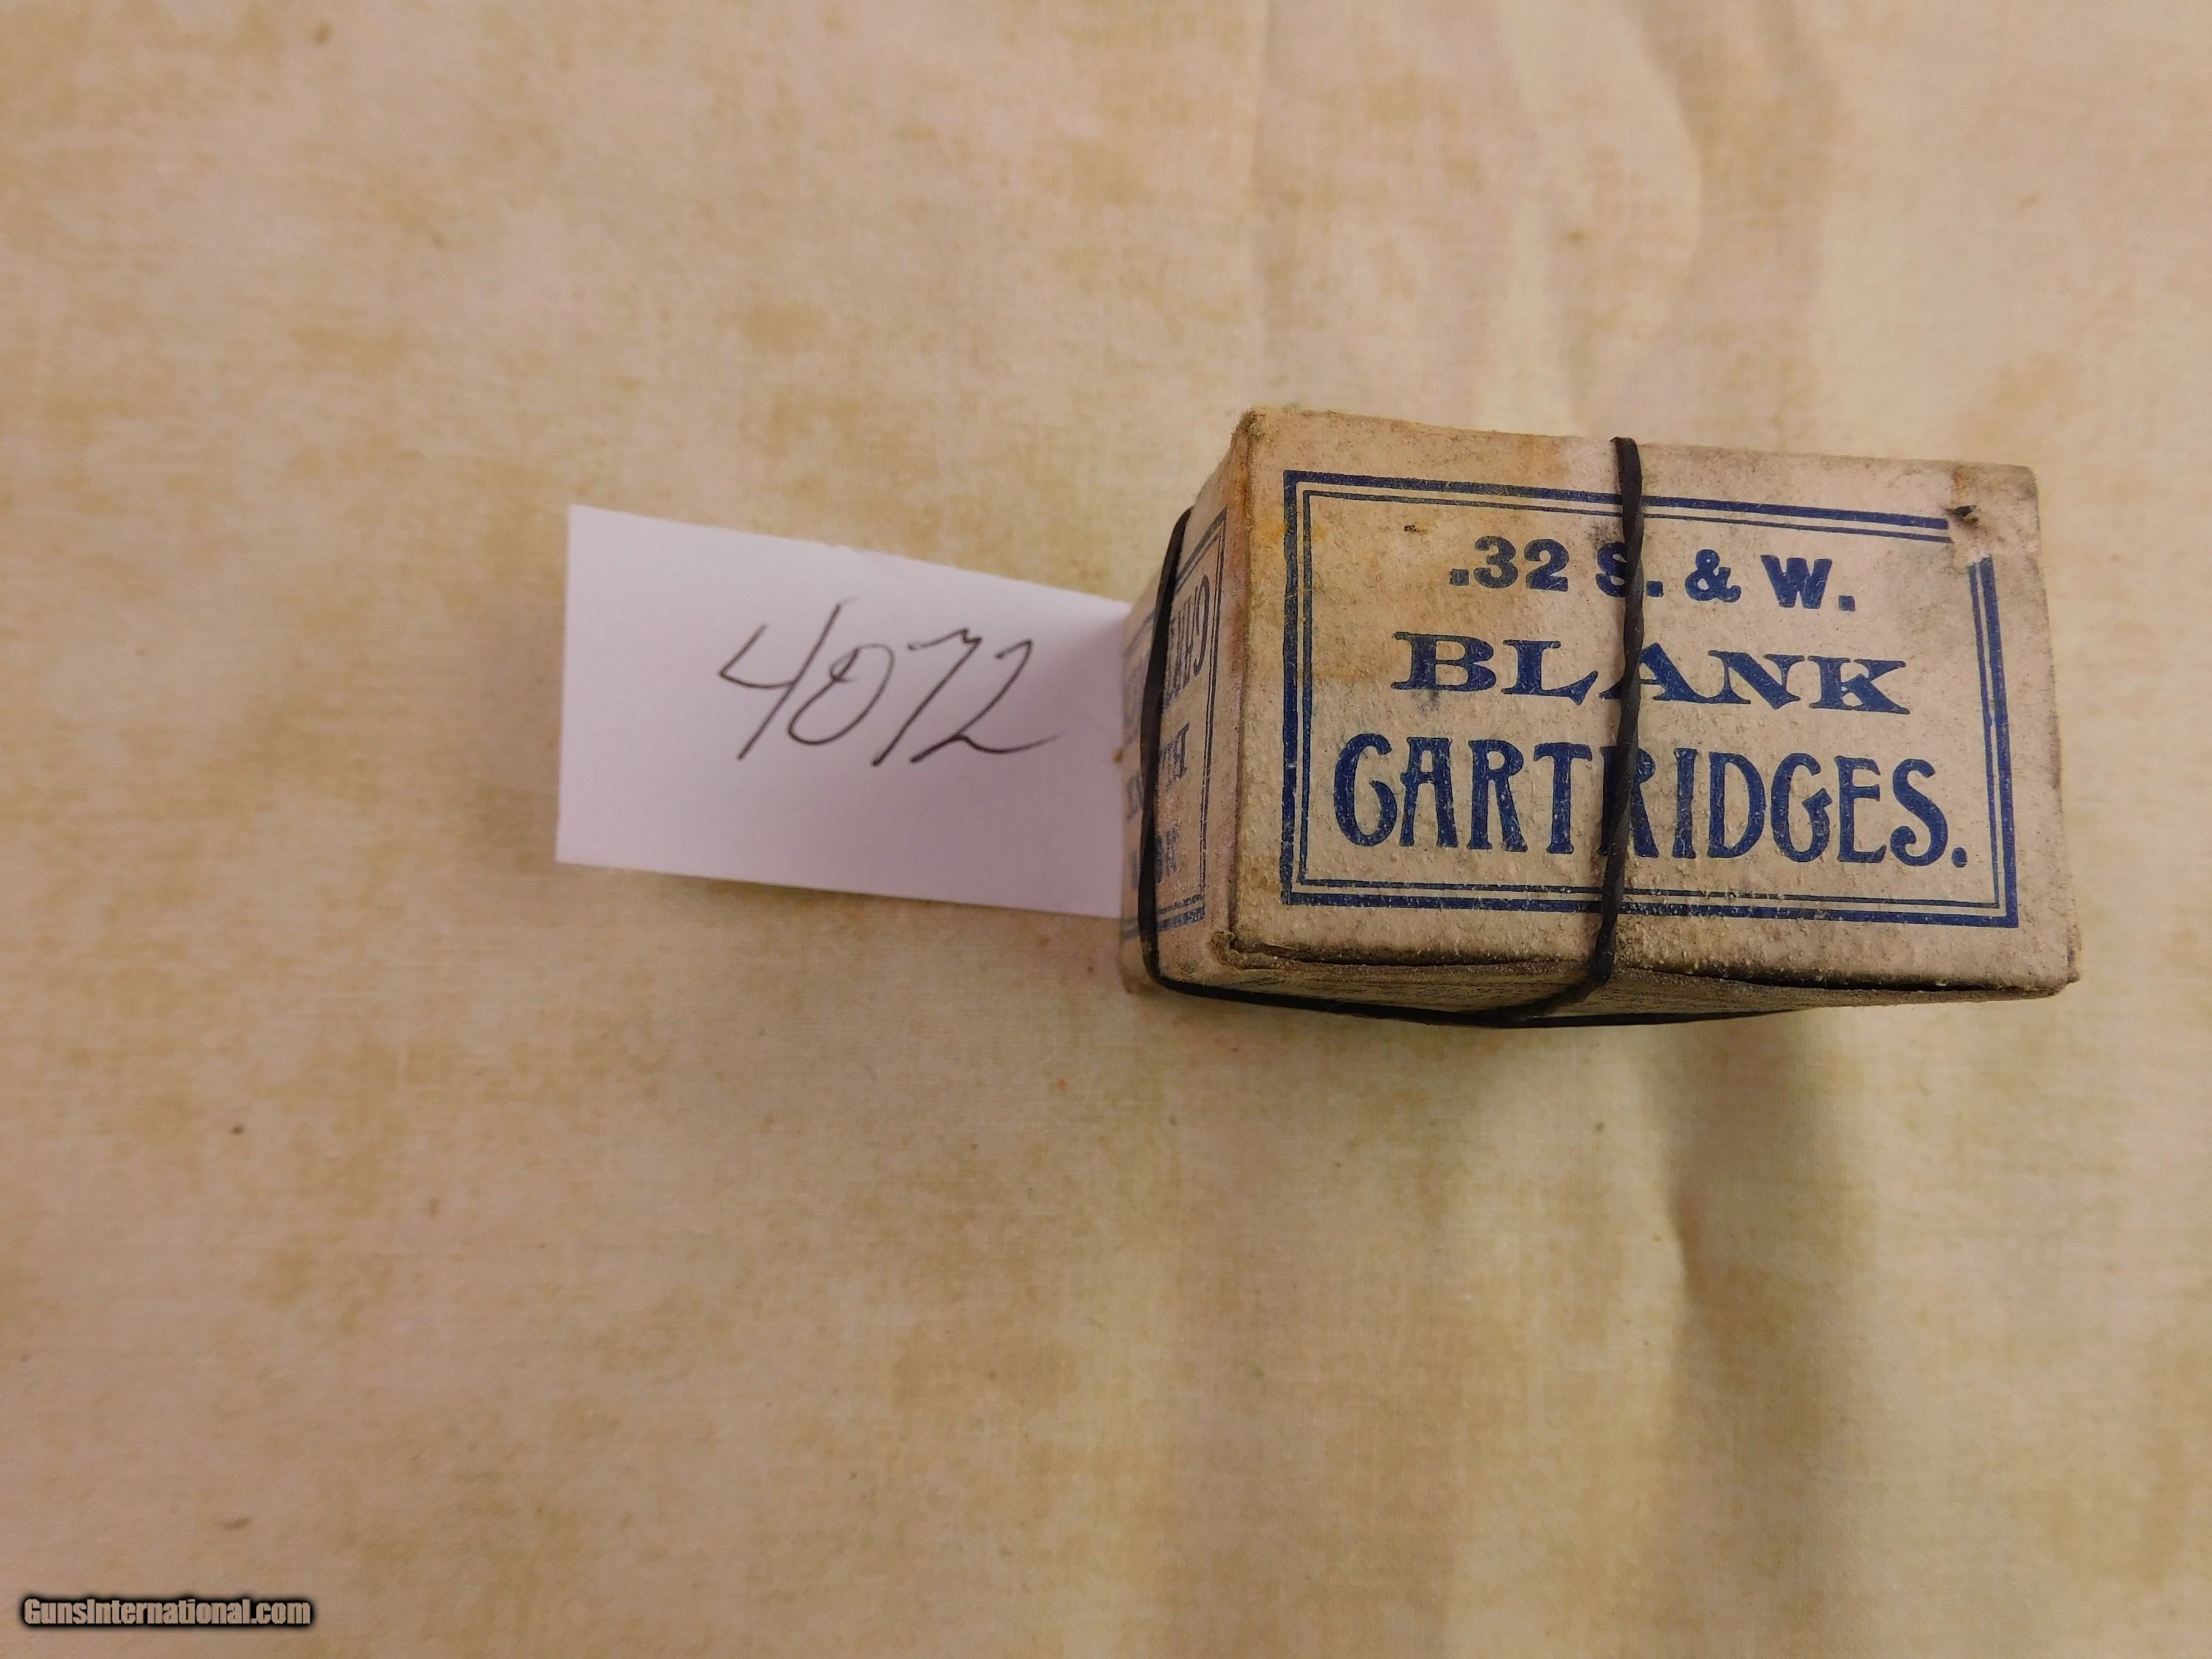 4072
.32 S. & W.
BLANK
CARTRIDGES.
GunsInternational.com